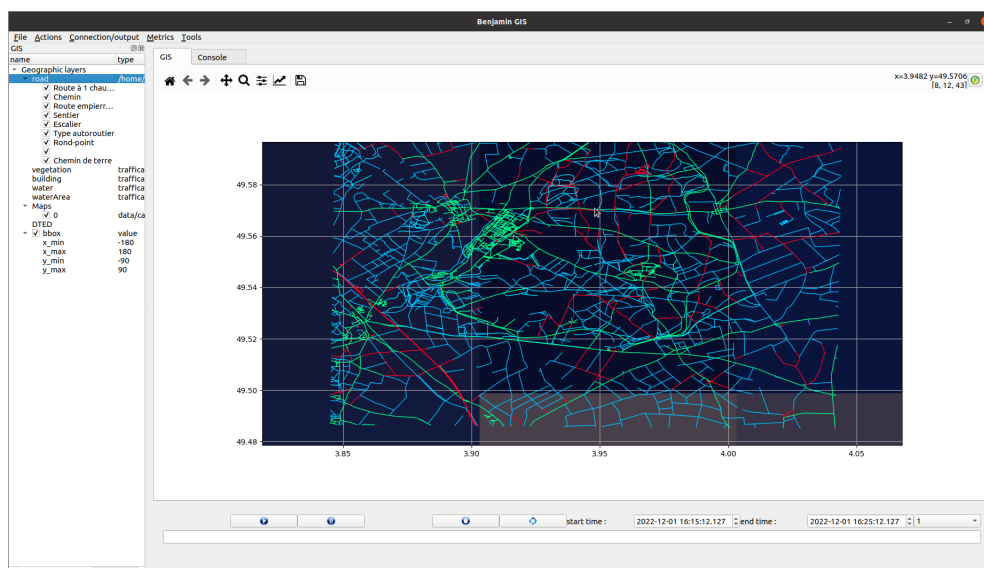 Benjamin GIS
File Actions Connection/output Metrics Tools
GIS
name type
Geographic layers
road /home/
Route à 1 chau...
Chemin
Route empierr...
Sentier
Escalier
Type autoroutier
Rond-point
Chemin de terre
vegetation traffica
building traffica
water traffica
waterArea traffica
Maps
0 data/ca
DTED
bbox value
x_min -180
x_max 180
y_min -90
y_max 90
GIS Console
x=3.9482 y=49.5706
[8, 12, 43]
49.58
49.56
49.54
49.52
49.50
49.48
3.85 3.90 3.95 4.00 4.05
start time : 2022-12-01 16:15:12.127 end time : 2022-12-01 16:25:12.127 1